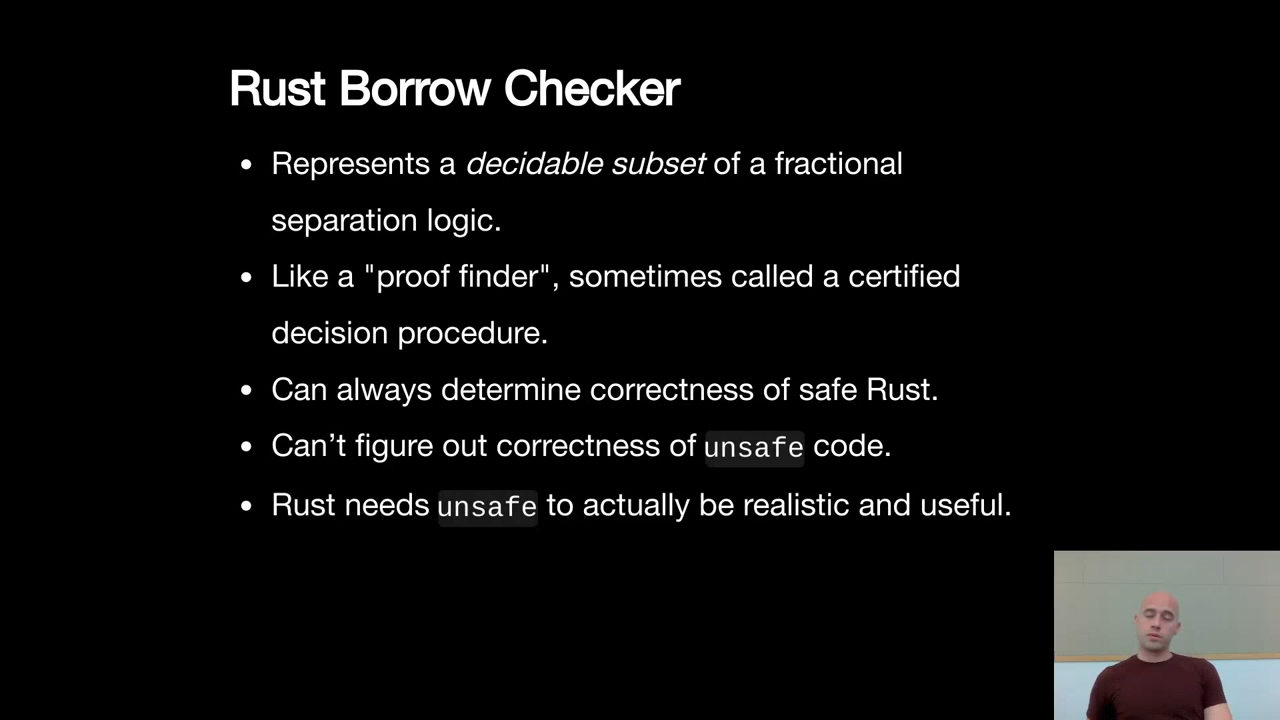 Rust Borrow Checker
• Represents a decidable subset of a fractional
separation logic.
• Like a "proof finder", sometimes called a certified
decision procedure.
• Can always determine correctness of safe Rust.
• Can’t figure out correctness of unsafe code.
• Rust needs unsafe to actually be realistic and useful.